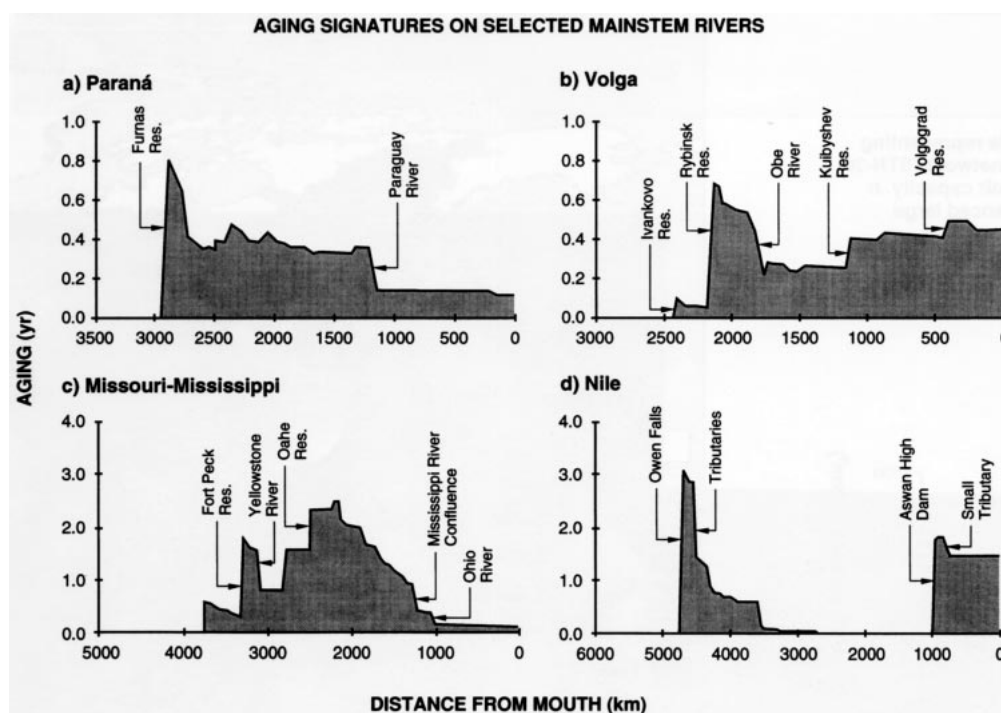 AGING SIGNATURES ON SELECTED MAINSTEM RIVERS
a) Paraná
1.0
0.8
0.6
0.4
0.2
0.0
3500 3000 2500 2000 1500 1000 500 0
Furnas
Res.
Paraguay
River
b) Volga
1.0
0.8
0.6
0.4
0.2
0.0
3000 2500 2000 1500 1000 500 0
Ivankovo
Res.
Rybinsk
Res.
Obe
River
Kuibyshev
Res.
Volgograd
Res.
AGING (yr)
c) Missouri-Mississippi
4.0
3.0
2.0
1.0
0.0
6000 5000 4000 3000 2000 1000 0
Fort Peck
Res.
Yellowstone
River
Oahe
Res.
Mississippi River
Confluence
Ohio
River
d) Nile
4.0
3.0
2.0
1.0
0.0
6000 5000 4000 3000 2000 1000 0
Owen Falls
Tributaries
Aswan High
Dam
Small
Tributary
DISTANCE FROM MOUTH (km)